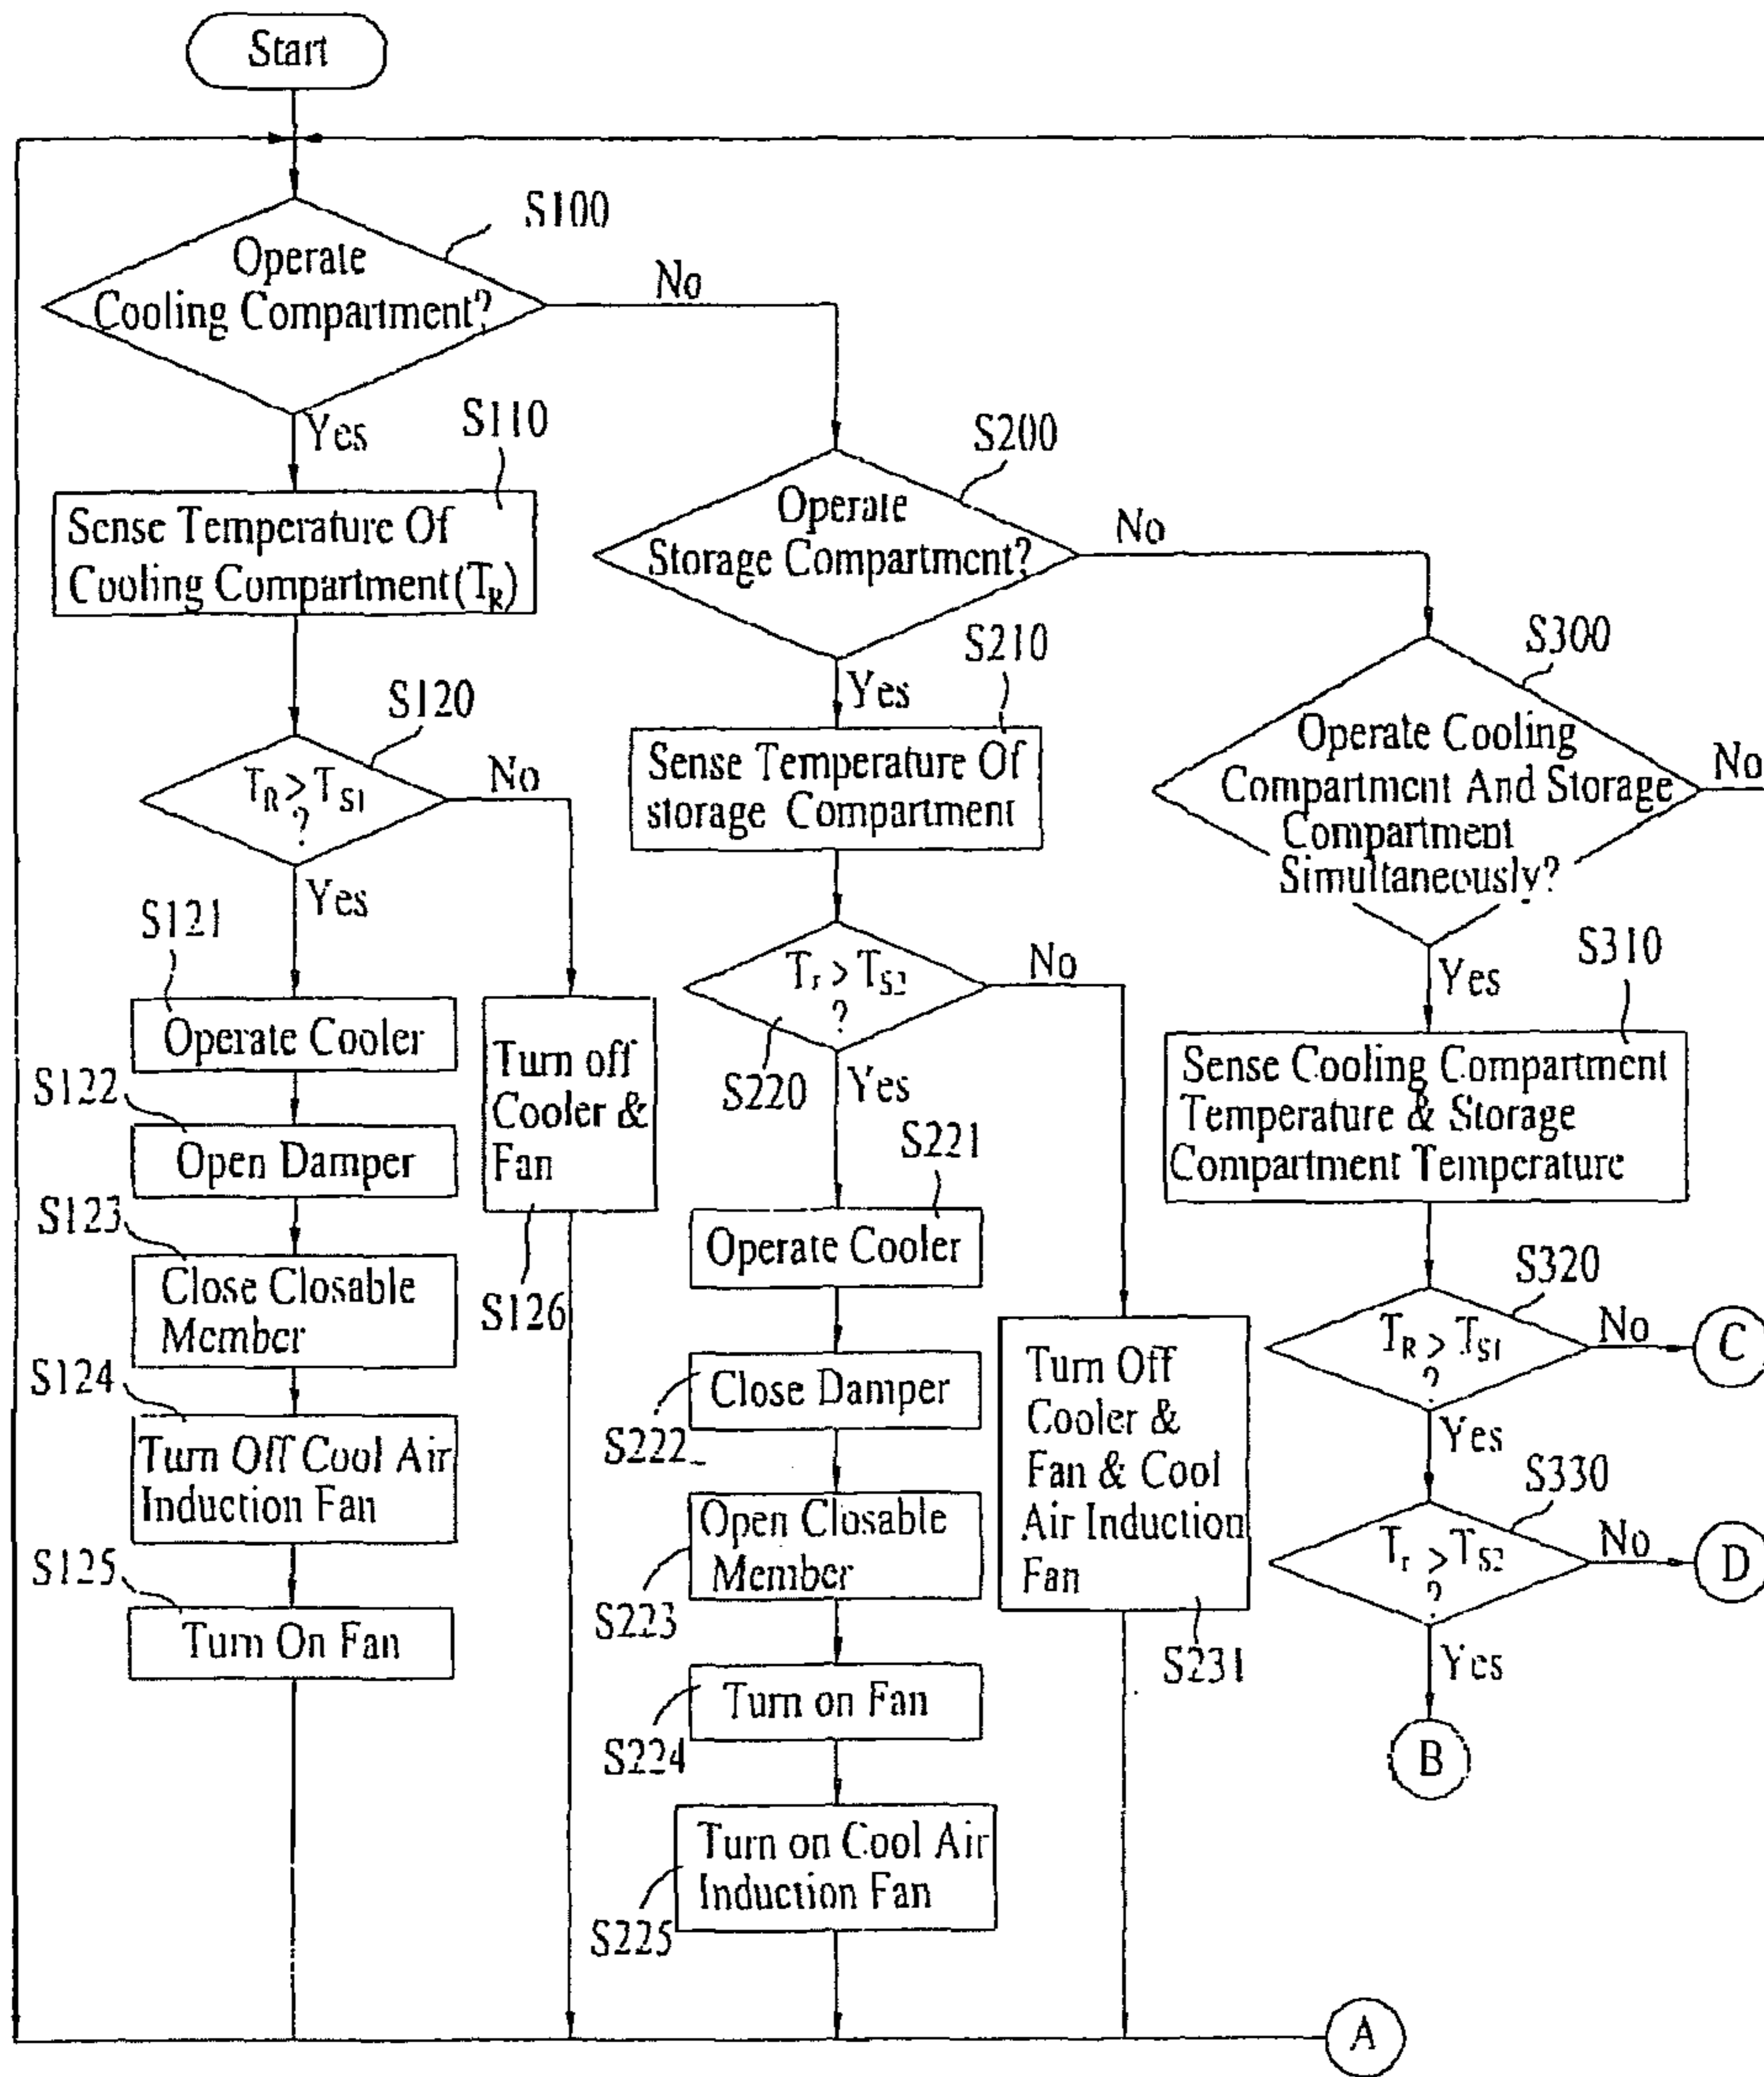 Start
S100
Operate
Cooling Compartment?
No
Yes
S110
Sense Temperature Of
Cooling Compartment(T_R)
S120
T_R > T_S1
?
No
Yes
S121
Operate Cooler
S122
Open Damper
S123
Close Closable
Member
S124
Turn Off Cool Air
Induction Fan
S125
Turn On Fan
Turn off
Cooler &
Fan
S126
S200
Operate
Storage Compartment?
No
Yes
S210
Sense Temperature Of
storage Compartment
T_r > T_S2
?
No
S220
Yes
S221
Operate Cooler
Close Damper
S222
Open Closable
Member
S223
Turn on Fan
S224
Turn on Cool Air
Induction Fan
S225
Turn Off
Cooler &
Fan & Cool
Air Induction
Fan
S231
S300
Operate Cooling
Compartment And Storage
Compartment
Simultaneously?
No
Yes
S310
Sense Cooling Compartment
Temperature & Storage
Compartment Temperature
S320
T_R > T_S1
?
No
C
Yes
S330
T_r > T_S2
?
No
D
Yes
B
A